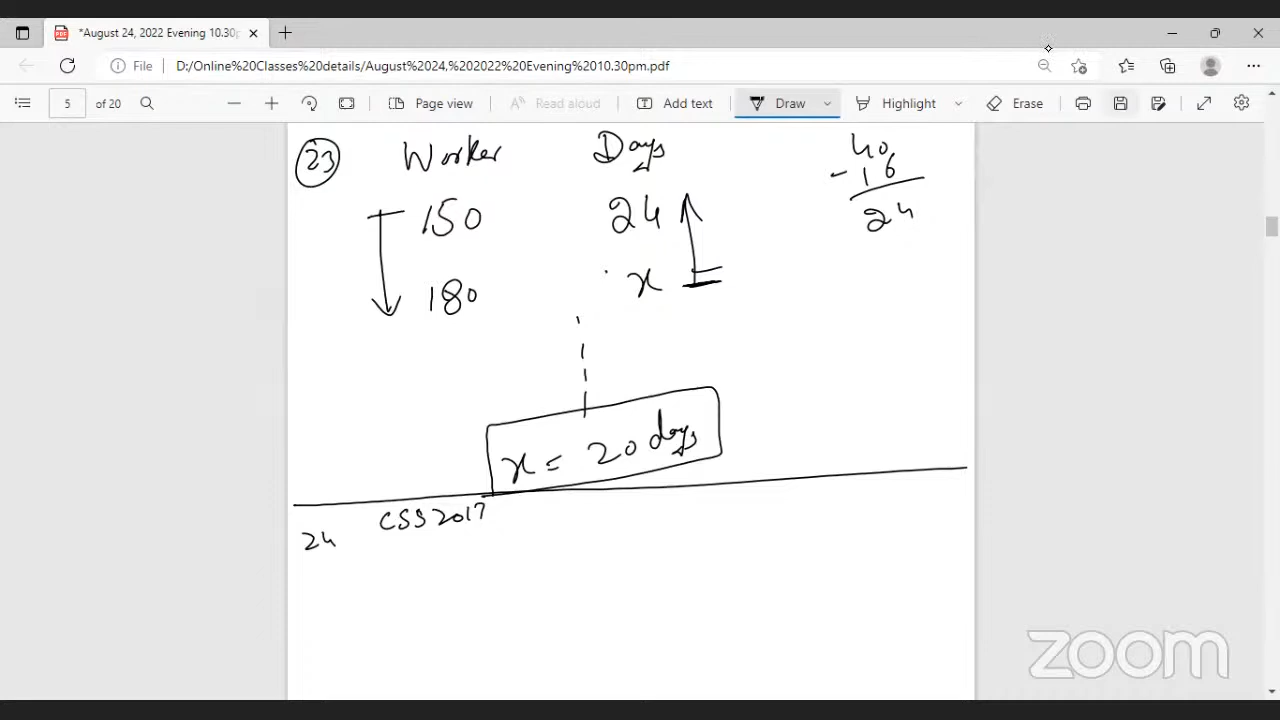 *August 24, 2022 Evening 10.30p
File D:/Online%20Classes%20details/August%2024,%202022%20Evening%2010.30pm.pdf
5 of 20 Page view Read aloud Add text Draw Highlight Erase
23 Worker Days 40
-16
150 24 24
180 x
x = 20 days
CSS 2017
24
zoom